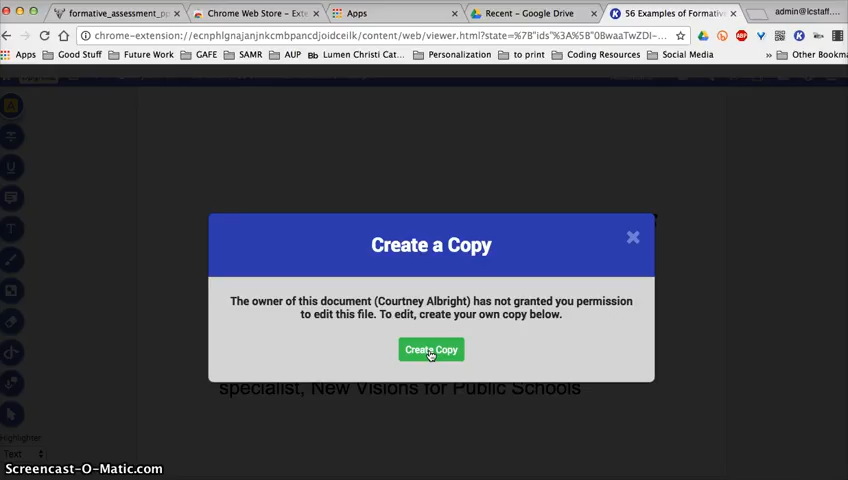 formative_assessment_pp
Chrome Web Store - Exte
Apps
Recent - Google Drive
56 Examples of Formative
admin@lcstaff.
chrome-extension://ecnphlgnajanjnkcmbpancdjoidceilk/content/web/viewer.html?state=%7B"ids"%3A%5B"0BwaaTwZDI-...
Apps Good Stuff Future Work GAFE SAMR AUP Bb Lumen Christi Cat... Personalization to print Coding Resources Social Media » Other Bookma
Create a Copy
The owner of this document (Courtney Albright) has not granted you permission
to edit this file. To edit, create your own copy below.
Create Copy
specialist, New Visions for Public Schools
Highlighter
Text
Screencast-O-Matic.com